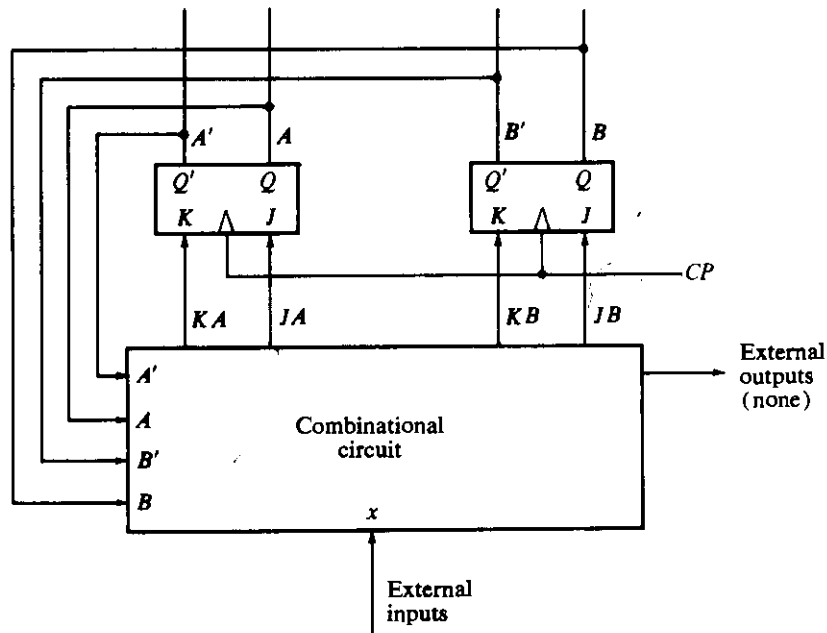 A' A B' B
Q' Q Q' Q
K J K J
CP
KA JA KB JB
External
outputs
(none)
A'
A
Combinational
circuit
B'
B
x
External
inputs